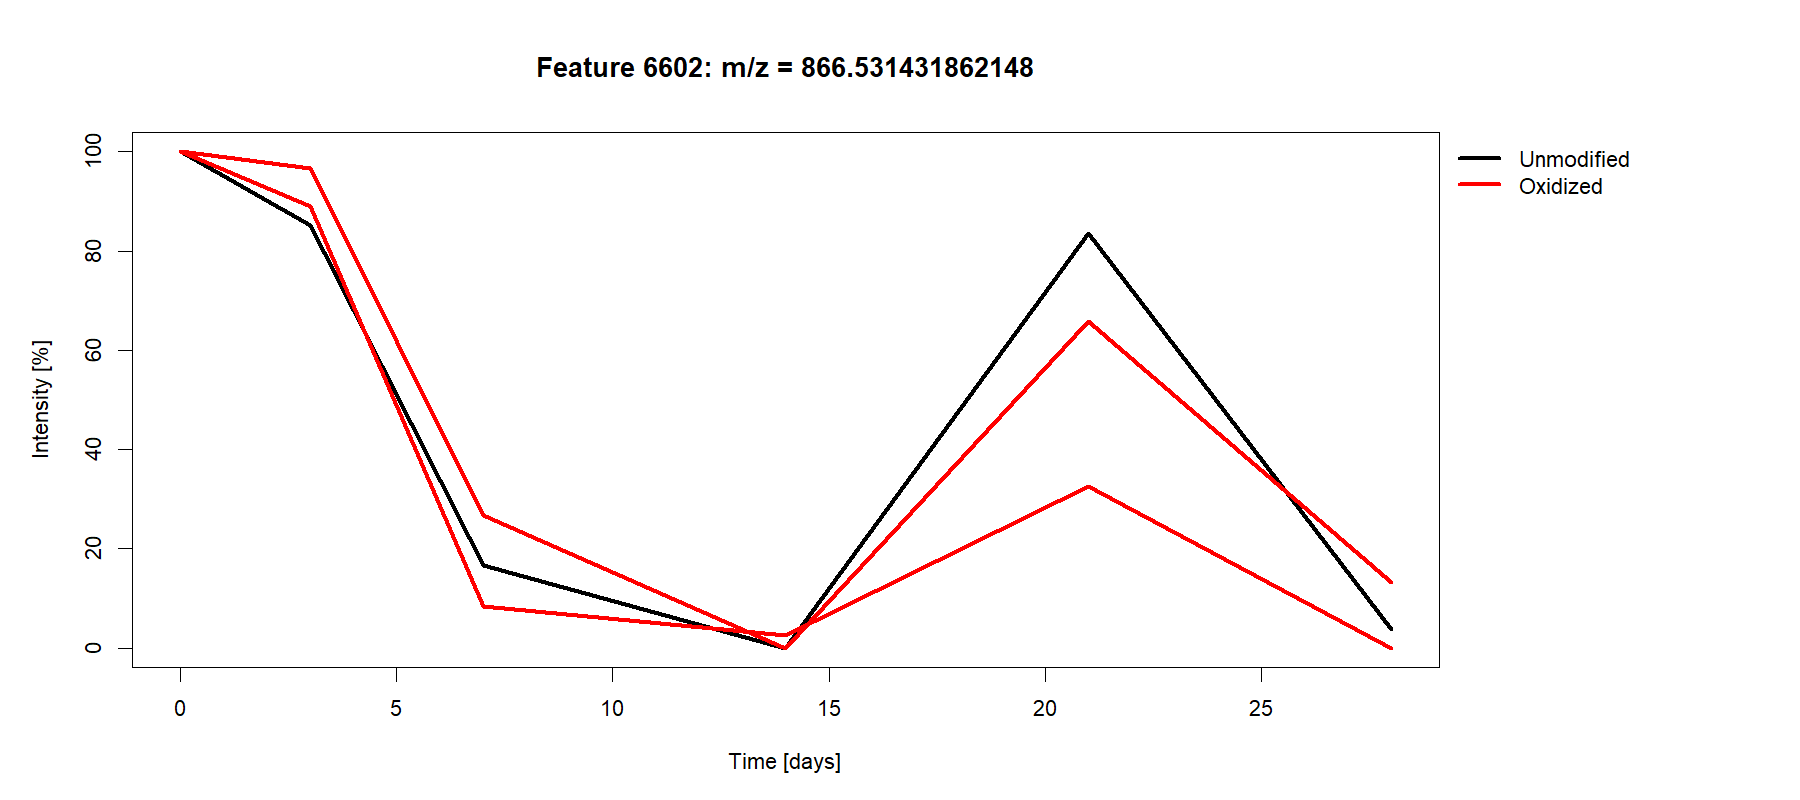 Feature 6602: m/z = 866.531431862148
Unmodified
Oxidized
Intensity [%]
100
80
60
40
20
0
0 5 10 15 20 25
Time [days]